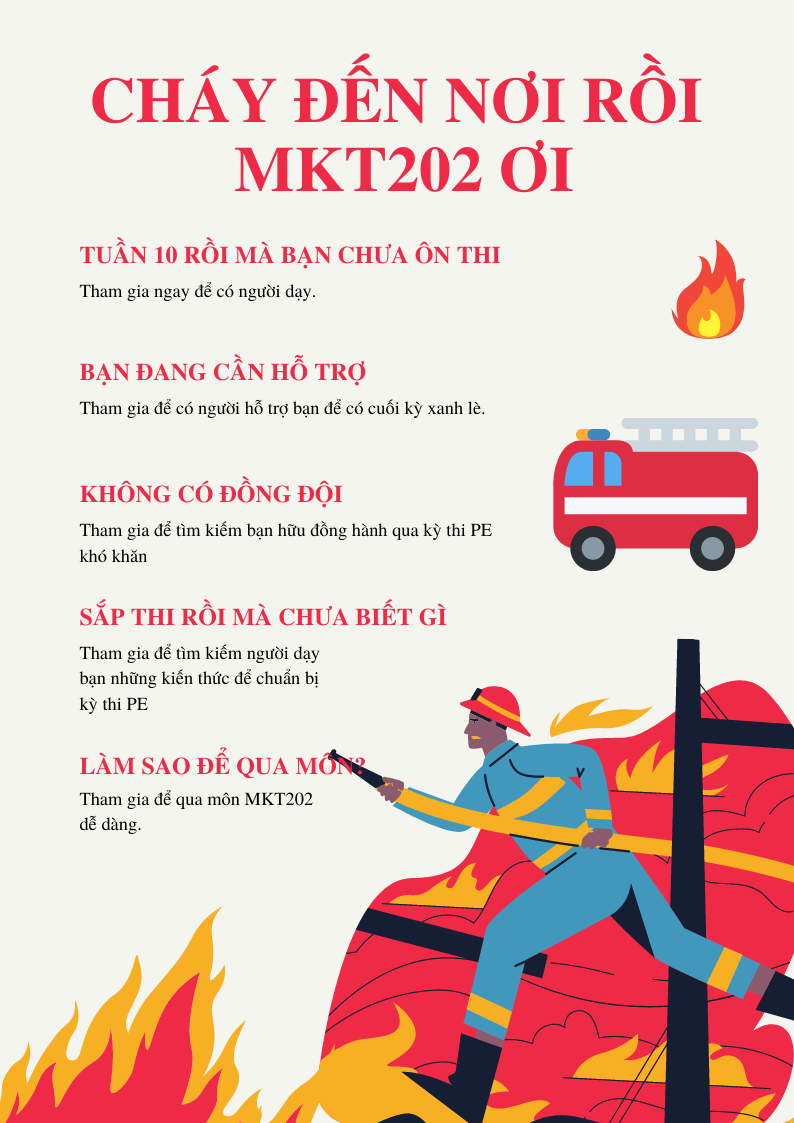 CHÁY ĐẾN NƠI RỒI
MKT202 ƠI
TUẦN 10 RỒI MÀ BẠN CHƯA ÔN THI
Tham gia ngay để có người dạy.
BẠN ĐANG CẦN HỖ TRỢ
Tham gia để có người hỗ trợ bạn để có cuối kỳ xanh lè.
KHÔNG CÓ ĐỒNG ĐỘI
Tham gia để tìm kiếm bạn hữu đồng hành qua kỳ thi PE
khó khăn
SẮP THI RỒI MÀ CHƯA BIẾT GÌ
Tham gia để tìm kiếm người dạy
bạn những kiến thức để chuẩn bị
kỳ thi PE
LÀM SAO ĐỂ QUA MÔN?
Tham gia để qua môn MKT202
dễ dàng.